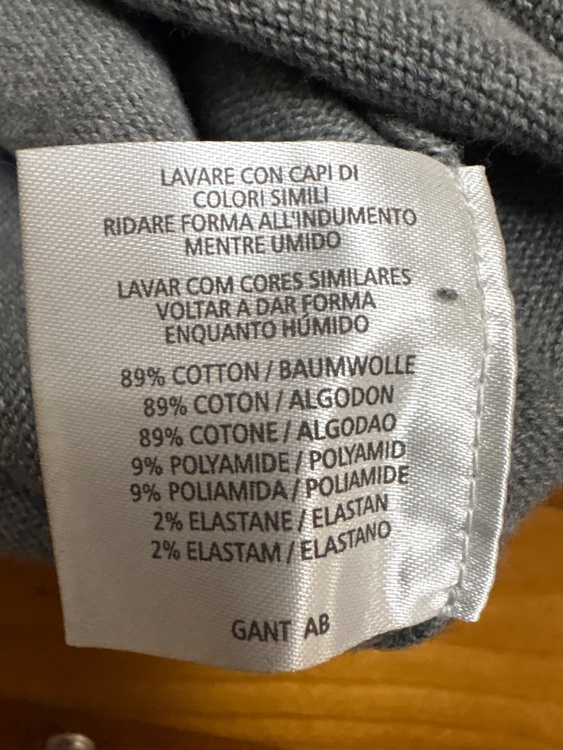 LAVARE CON CAPI DI
COLORI SIMILI
RIDARE FORMA ALL'INDUMENTO
MENTRE UMIDO
LAVAR COM CORES SIMILARES
VOLTAR A DAR FORMA
ENQUANTO HÚMIDO
89% COTTON / BAUMWOLLE
89% COTON / ALGODON
89% COTONE / ALGODAO
9% POLYAMIDE / POLYAMID
9% POLIAMIDA / POLIAMIDE
2% ELASTANE / ELASTAN
2% ELASTAM / ELASTANO
GANT AB